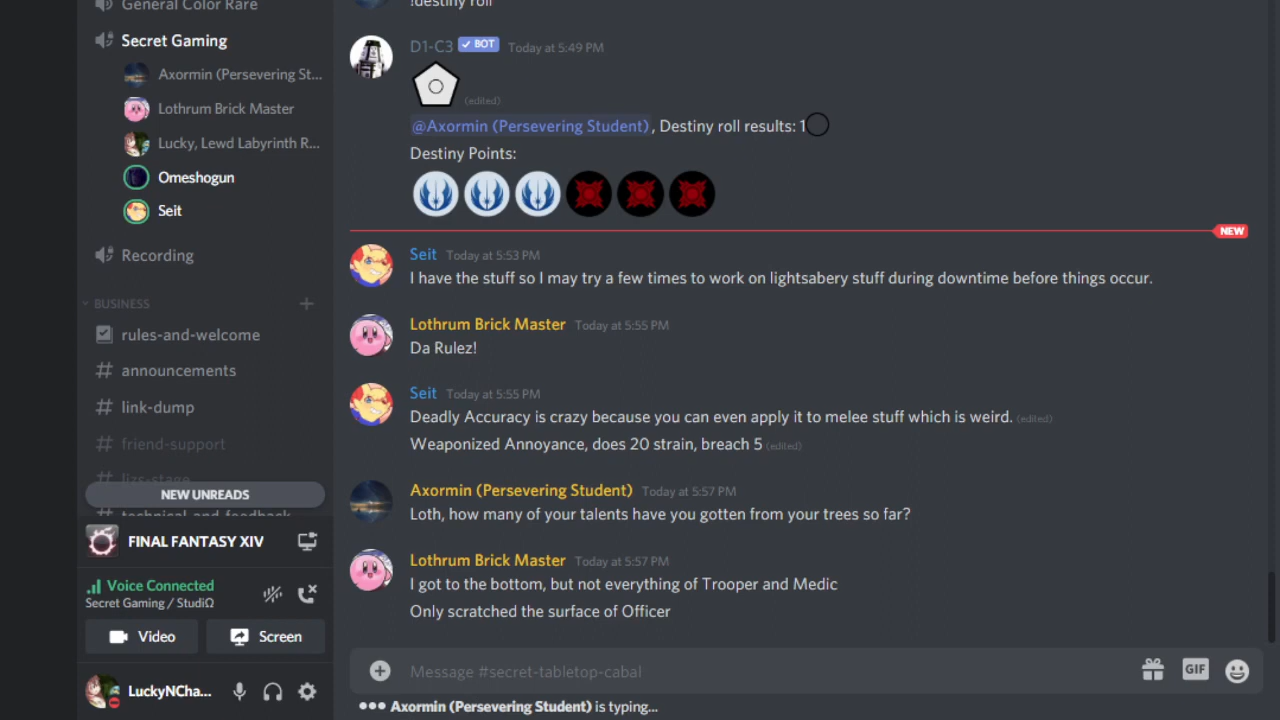 General Color Rare
Secret Gaming
Axormin (Persevering St...
Lothrum Brick Master
Lucky, Lewd Labyrinth R...
Omeshogun
Seit
Recording
BUSINESS
rules-and-welcome
announcements
link-dump
friend-support
lizs-stage
NEW UNREADS
technical-and-feedback
FINAL FANTASY XIV
Voice Connected
Secret Gaming / StudiΩ
Video
Screen
LuckyNCha...
!destiny roll
D1-C3 ✓ BOT Today at 5:49 PM
(edited)
@Axormin (Persevering Student), Destiny roll results: 1
Destiny Points:
NEW
Seit Today at 5:53 PM
I have the stuff so I may try a few times to work on lightsabery stuff during downtime before things occur.
Lothrum Brick Master Today at 5:55 PM
Da Rulez!
Seit Today at 5:55 PM
Deadly Accuracy is crazy because you can even apply it to melee stuff which is weird. (edited)
Weaponized Annoyance, does 20 strain, breach 5 (edited)
Axormin (Persevering Student) Today at 5:57 PM
Loth, how many of your talents have you gotten from your trees so far?
Lothrum Brick Master Today at 5:57 PM
I got to the bottom, but not everything of Trooper and Medic
Only scratched the surface of Officer
Message #secret-tabletop-cabal
GIF
Axormin (Persevering Student) is typing...